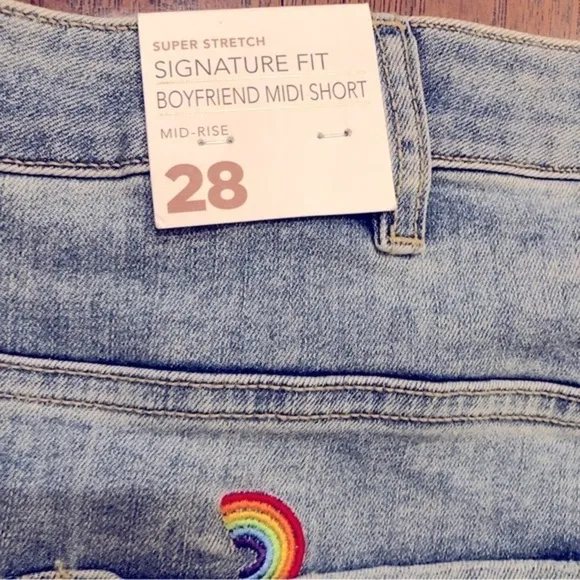 SUPER STRETCH
SIGNATURE FIT
BOYFRIEND MIDI SHORT
MID-RISE
28